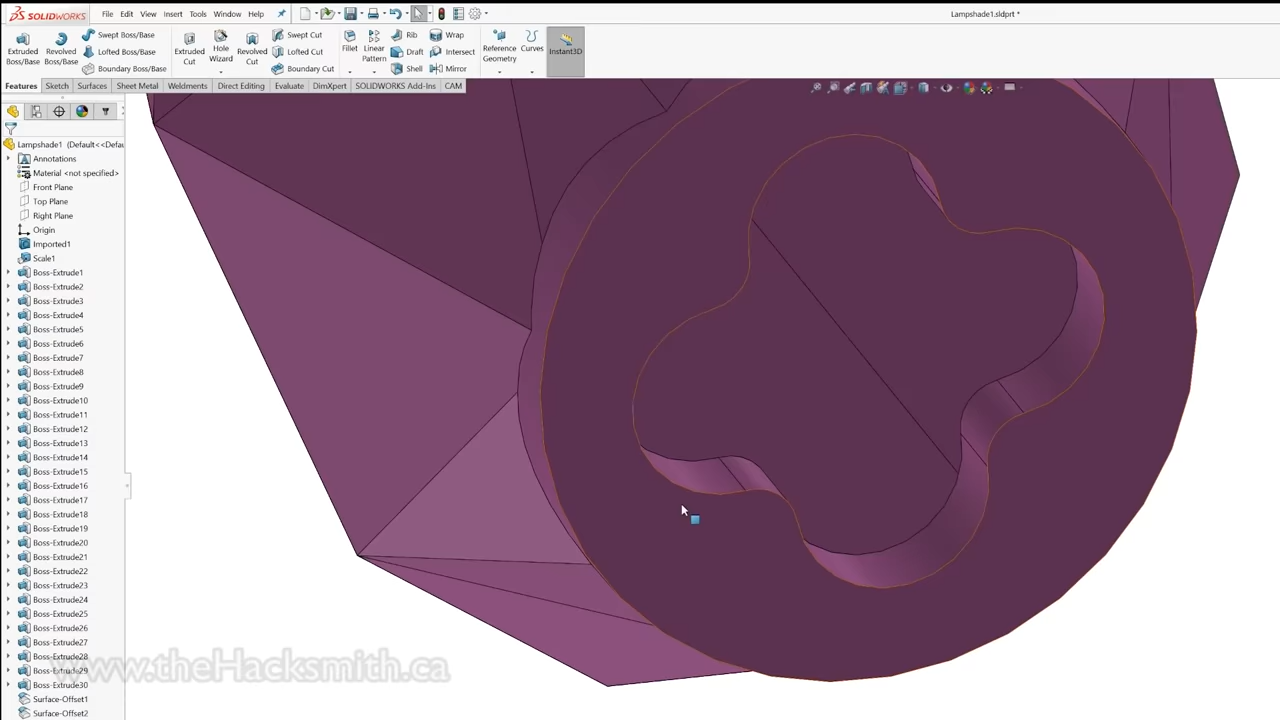 SOLIDWORKS File Edit View Insert Tools Window Help Lampshade1.sldprt *
Extruded Boss/Base
Revolved Boss/Base
Swept Boss/Base
Lofted Boss/Base
Boundary Boss/Base
Extruded Cut
Hole Wizard
Revolved Cut
Swept Cut
Lofted Cut
Boundary Cut
Fillet
Linear Pattern
Rib
Draft
Shell
Wrap
Intersect
Mirror
Reference Geometry
Curves
Instant3D
Features Sketch Surfaces Sheet Metal Weldments Direct Editing Evaluate DimXpert SOLIDWORKS Add-Ins CAM
Lampshade1 (Default<<Defau
Annotations
Material <not specified>
Front Plane
Top Plane
Right Plane
Origin
Imported1
Scale1
Boss-Extrude1
Boss-Extrude2
Boss-Extrude3
Boss-Extrude4
Boss-Extrude5
Boss-Extrude6
Boss-Extrude7
Boss-Extrude8
Boss-Extrude9
Boss-Extrude10
Boss-Extrude11
Boss-Extrude12
Boss-Extrude13
Boss-Extrude14
Boss-Extrude15
Boss-Extrude16
Boss-Extrude17
Boss-Extrude18
Boss-Extrude19
Boss-Extrude20
Boss-Extrude21
Boss-Extrude22
Boss-Extrude23
Boss-Extrude24
Boss-Extrude25
Boss-Extrude26
Boss-Extrude27
Boss-Extrude28
Boss-Extrude29
Boss-Extrude30
Surface-Offset1
Surface-Offset2
www.theHacksmith.ca